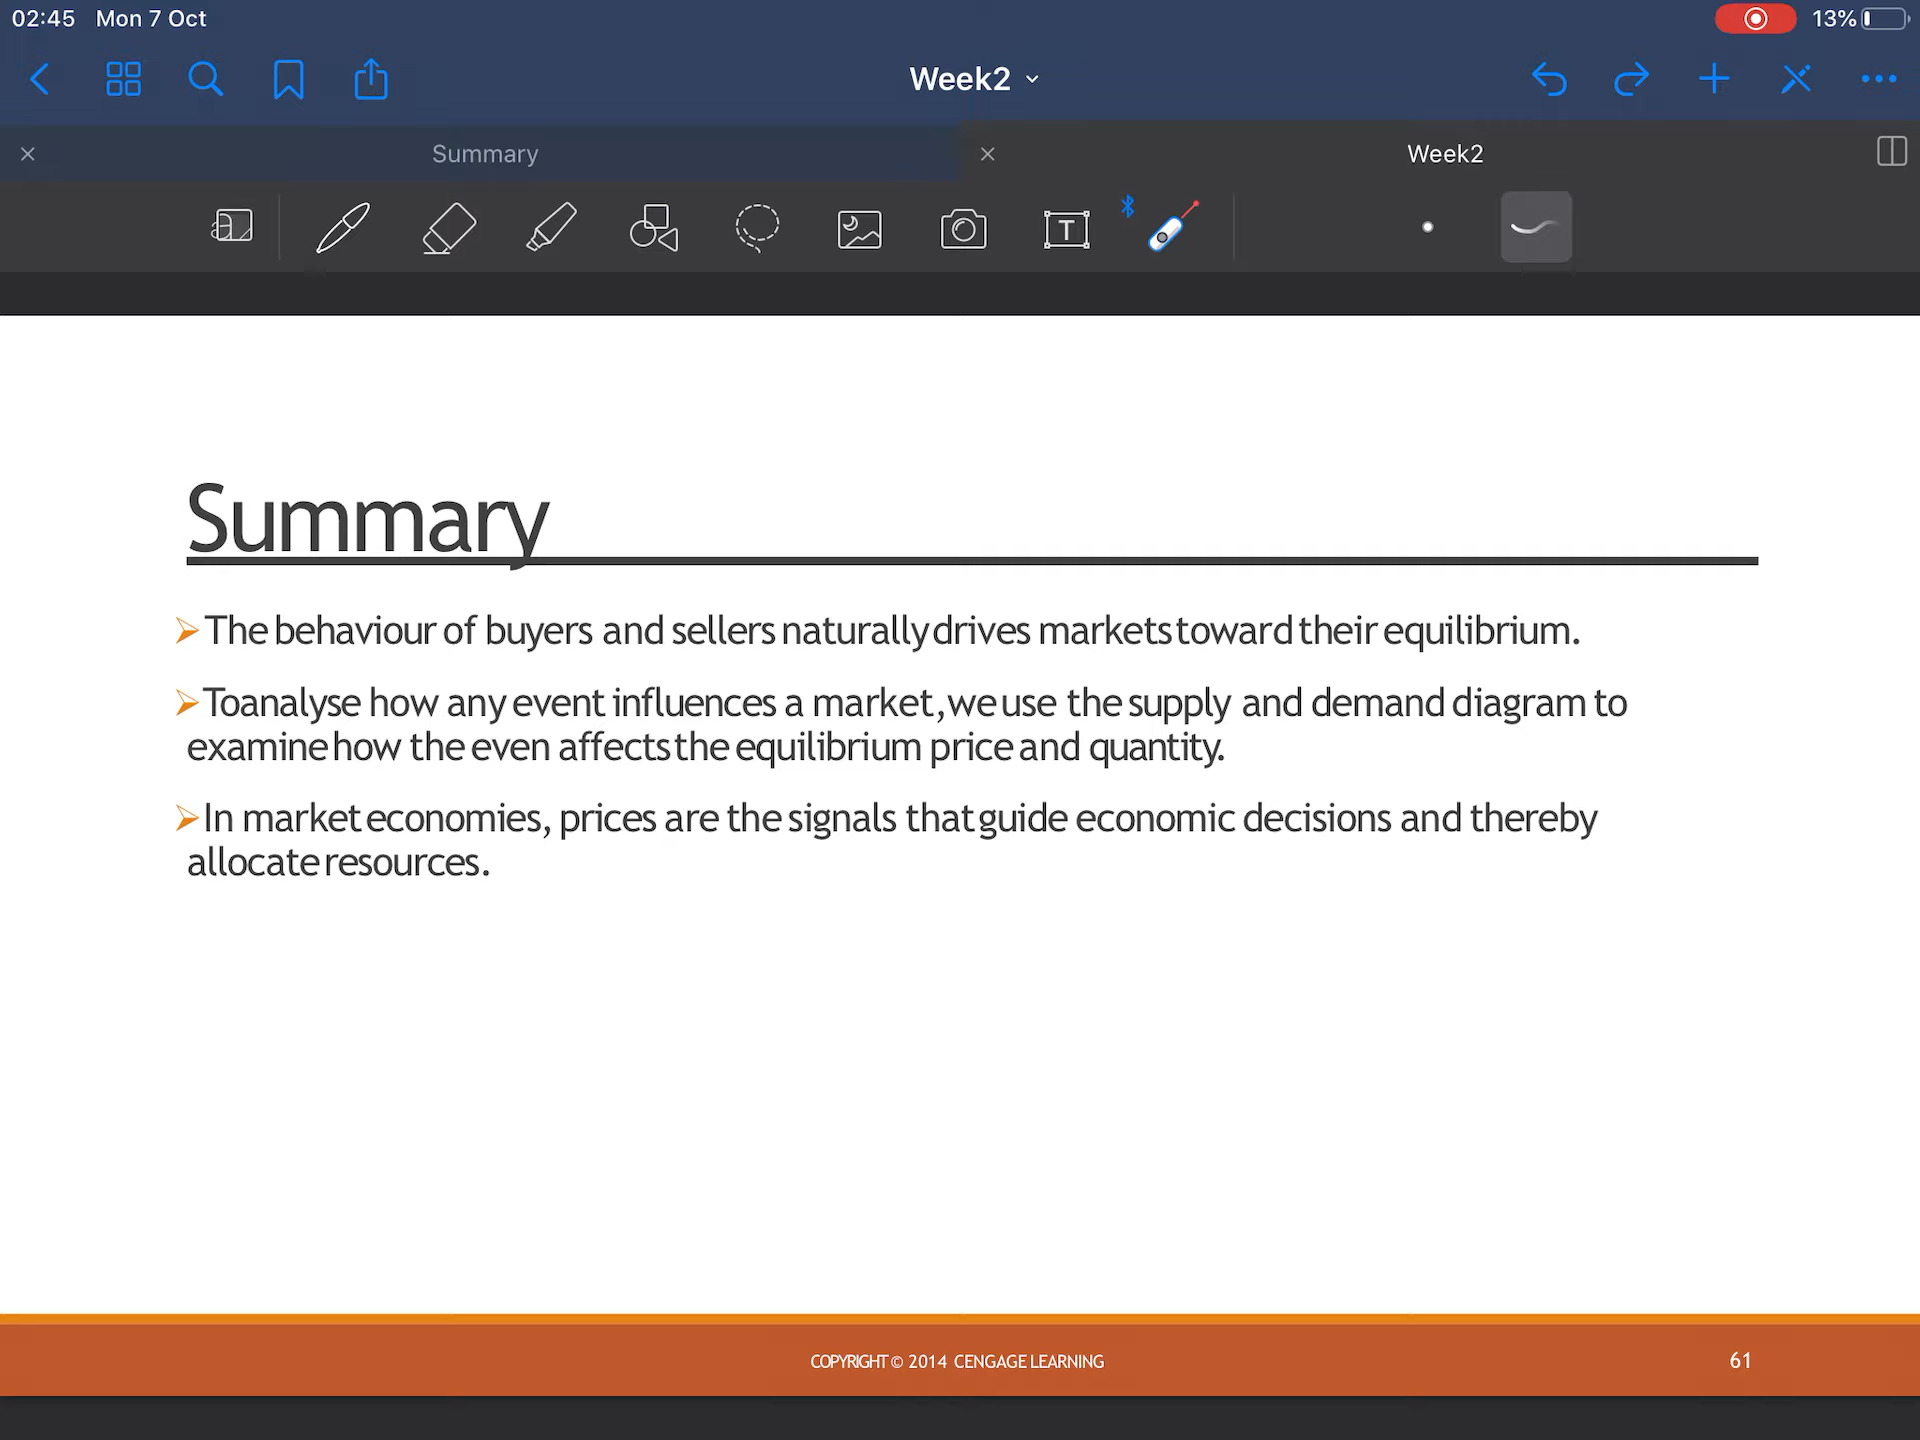 02:45 Mon 7 Oct
13%
Week2
Summary
Week2
T
Summary
The behaviour of buyers and sellers naturally drives markets toward their equilibrium.
To analyse how any event influences a market, we use the supply and demand diagram to
examine how the even affects the equilibrium price and quantity.
In market economies, prices are the signals that guide economic decisions and thereby
allocate resources.
COPYRIGHT © 2014 CENGAGE LEARNING
61